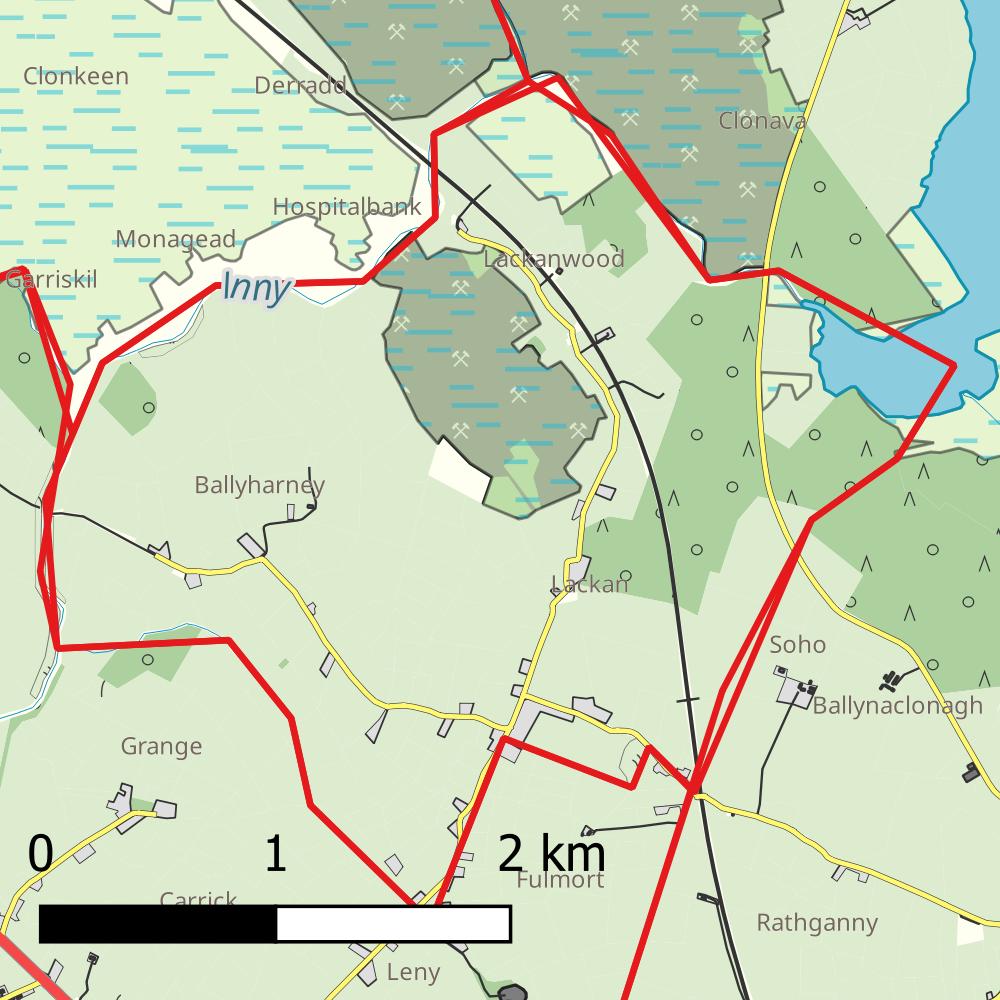 Clonkeen
Derradd
Clonava
Hospitalbank
Monagead
Lackanwood
Garriskil
Inny
Ballyharney
Lackan
Soho
Ballynaclonagh
Grange
0 1 2 km
Fulmort
Carrick
Rathganny
Leny